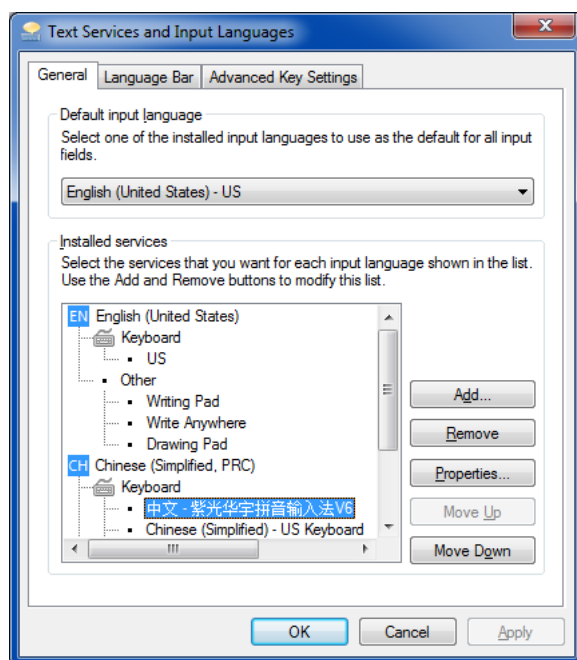 Text Services and Input Languages
General
Language Bar
Advanced Key Settings
Default input language
Select one of the installed input languages to use as the default for all input
fields.
English (United States) - US
Installed services
Select the services that you want for each input language shown in the list.
Use the Add and Remove buttons to modify this list.
EN English (United States)
Keyboard
US
Other
Writing Pad
Write Anywhere
Drawing Pad
CH Chinese (Simplified, PRC)
Keyboard
中文 - 紫光华宇拼音输入法V6
Chinese (Simplified) - US Keyboard
Add...
Remove
Properties...
Move Up
Move Down
OK
Cancel
Apply